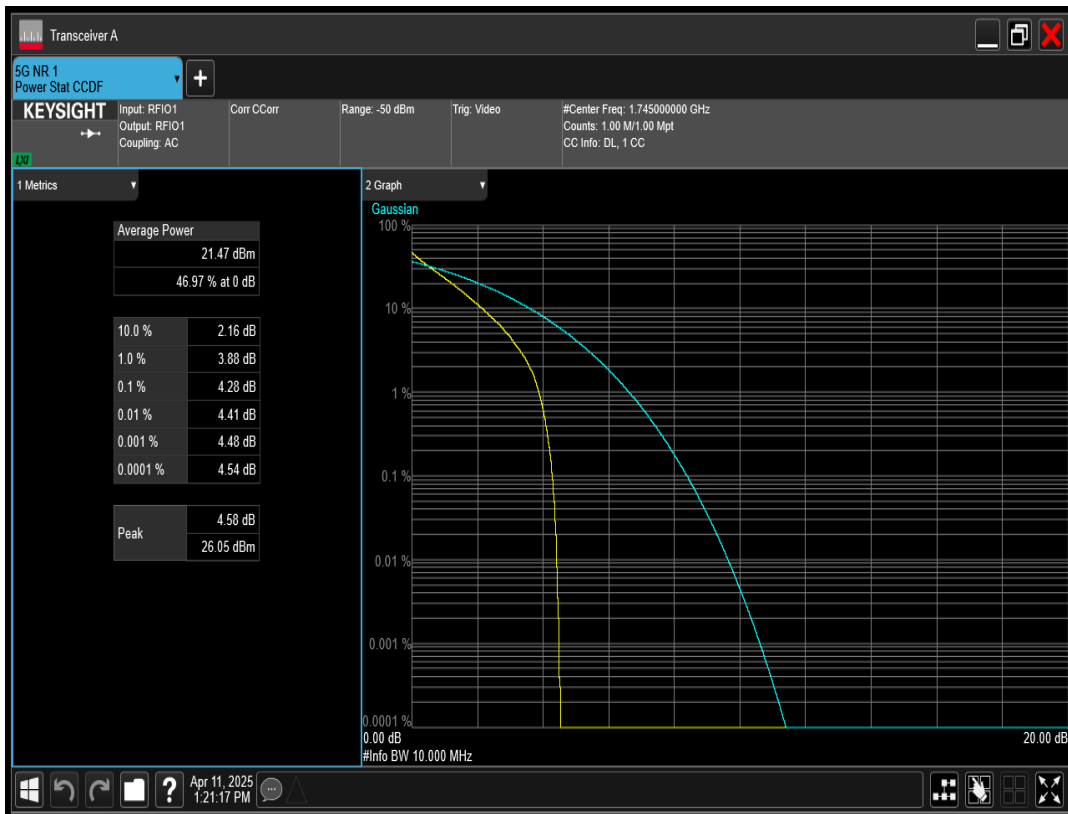 Transceiver A
5G NR 1
Power Stat CCDF
+
KEYSIGHT
LXI
Input: RFIO1
Output: RFIO1
Coupling: AC
Corr CCorr
Range: -50 dBm
Trig: Video
#Center Freq: 1.745000000 GHz
Counts: 1.00 M/1.00 Mpt
CC Info: DL, 1 CC
1 Metrics
Average Power
21.47 dBm
46.97 % at 0 dB
10.0 % 2.16 dB
1.0 % 3.88 dB
0.1 % 4.28 dB
0.01 % 4.41 dB
0.001 % 4.48 dB
0.0001 % 4.54 dB
Peak 4.58 dB
26.05 dBm
2 Graph
Gaussian
100 %
10 %
1 %
0.1 %
0.01 %
0.001 %
0.0001 %
0.00 dB 20.00 dB
#Info BW 10.000 MHz
?
Apr 11, 2025
1:21:17 PM